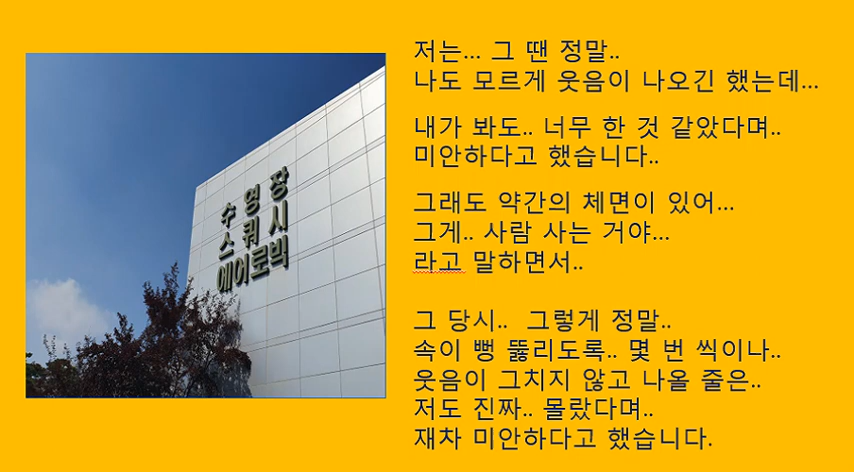 수영장
스쿼시
에어로빅
저는... 그 땐 정말..
나도 모르게 웃음이 나오긴 했는데...
내가 봐도.. 너무 한 것 같았다며..
미안하다고 했습니다..
그래도 약간의 체면이 있어...
그게.. 사람 사는 거야...
라고 말하면서..
그 당시.. 그렇게 정말..
속이 뻥 뚫리도록.. 몇 번 씩이나..
웃음이 그치지 않고 나올 줄은..
저도 진짜.. 몰랐다며..
재차 미안하다고 했습니다.